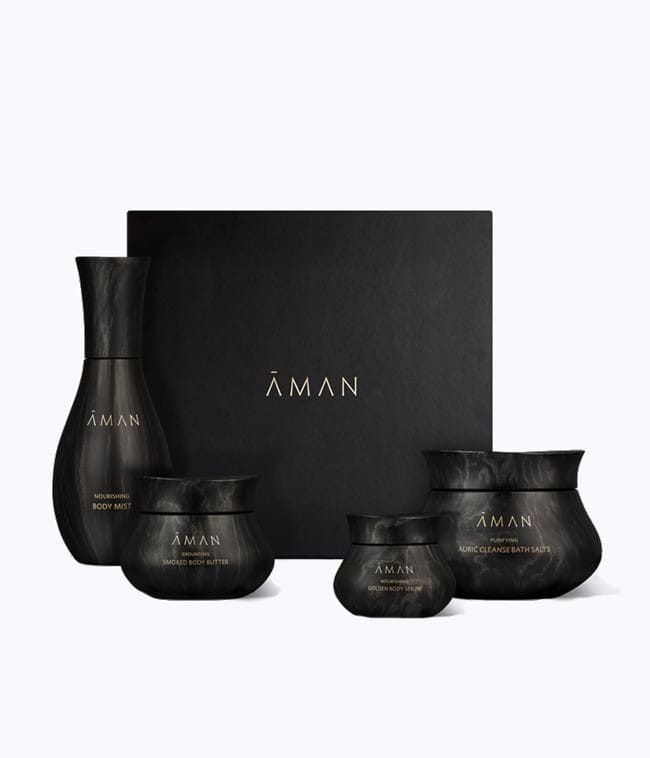 ĀMAN
ĀMAN
NOURISHING
BODY MIST
ĀMAN
GROUNDING
SMOKED BODY BUTTER
ĀMAN
NOURISHING
GOLDEN BODY SERUM
ĀMAN
PURIFYING
AURIC CLEANSE BATH SALTS